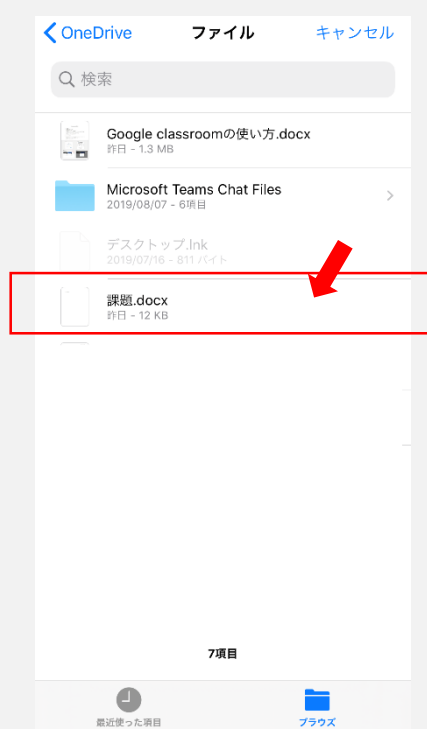 OneDrive ファイル キャンセル
検索
Google classroomの使い方.docx
昨日 - 1.3 MB
Microsoft Teams Chat Files
2019/08/07 - 6項目
デスクトップ.lnk
2019/07/16 - 811 バイト
課題.docx
昨日 - 12 KB
7項目
最近使った項目 ブラウズ